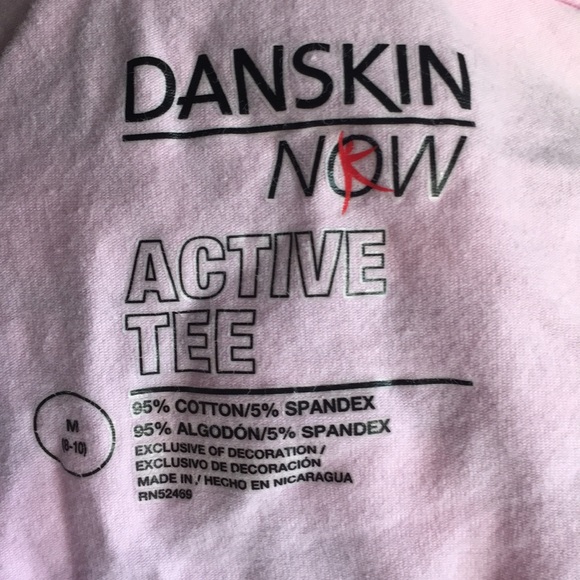 DANSKIN
NOW
ACTIVE
TEE
M
(8-10)
95% COTTON/5% SPANDEX
95% ALGODÓN/5% SPANDEX
EXCLUSIVE OF DECORATION /
EXCLUSIVO DE DECORACIÓN
MADE IN / HECHO EN NICARAGUA
RN52469